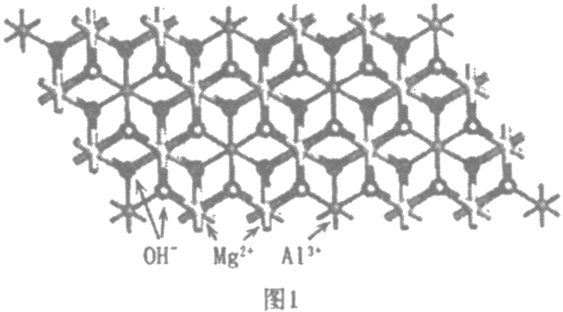 OH⁻ Mg²⁺ Al³⁺
图1